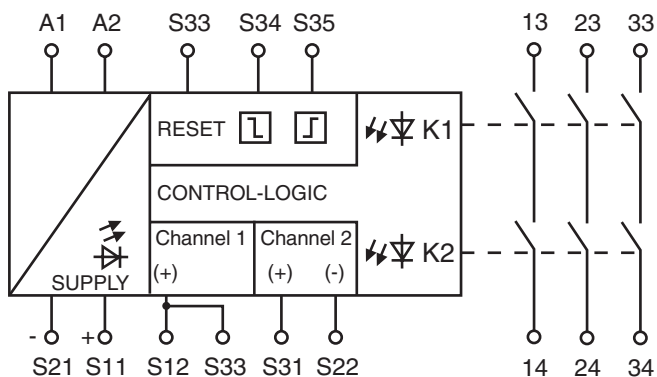 A1 A2 S33 S34 S35 13 23 33
RESET K1
CONTROL-LOGIC
Channel 1 Channel 2 K2
SUPPLY (+) (+) (-)
- +
S21 S11 S12 S33 S31 S22 14 24 34